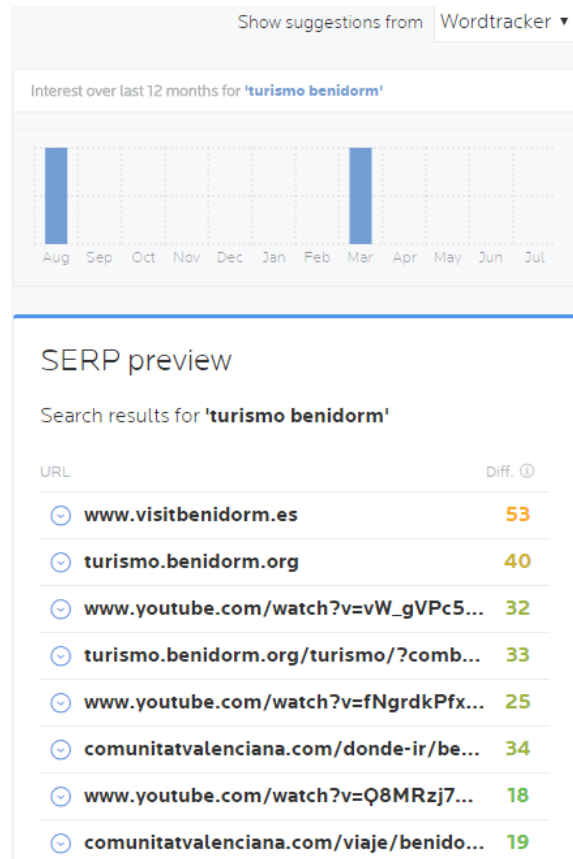 Show suggestions from Wordtracker
Interest over last 12 months for 'turismo benidorm'
Aug Sep Oct Nov Dec Jan Feb Mar Apr May Jun Jul
SERP preview
Search results for 'turismo benidorm'
URL Diff.
www.visitbenidorm.es 53
turismo.benidorm.org 40
www.youtube.com/watch?v=vW_gVPc5... 32
turismo.benidorm.org/turismo/?comb... 33
www.youtube.com/watch?v=fNgrdkPfx... 25
comunitatvalenciana.com/donde-ir/be... 34
www.youtube.com/watch?v=Q8MRzj7... 18
comunitatvalenciana.com/viaje/benido... 19